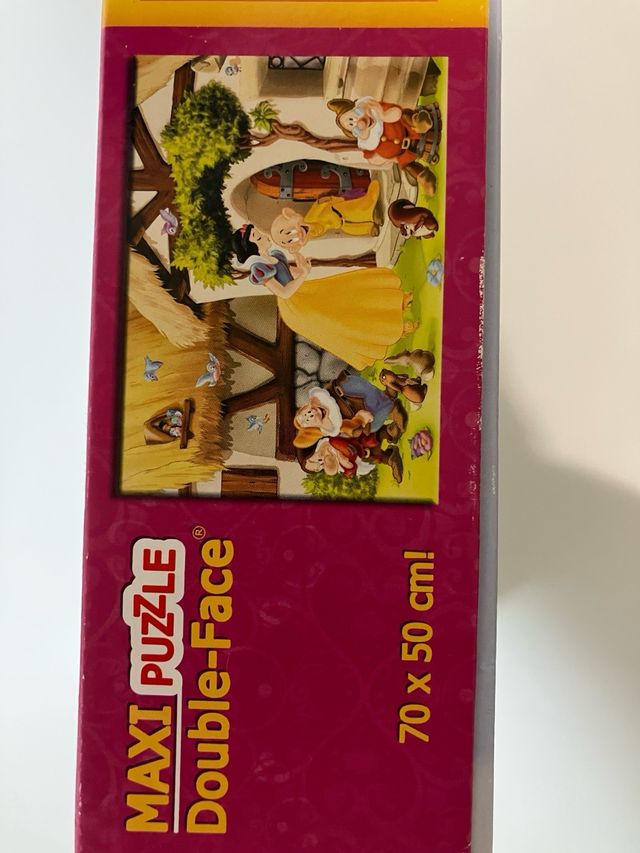 MAXI PUZZLE
Double-Face®
70 x 50 cm!